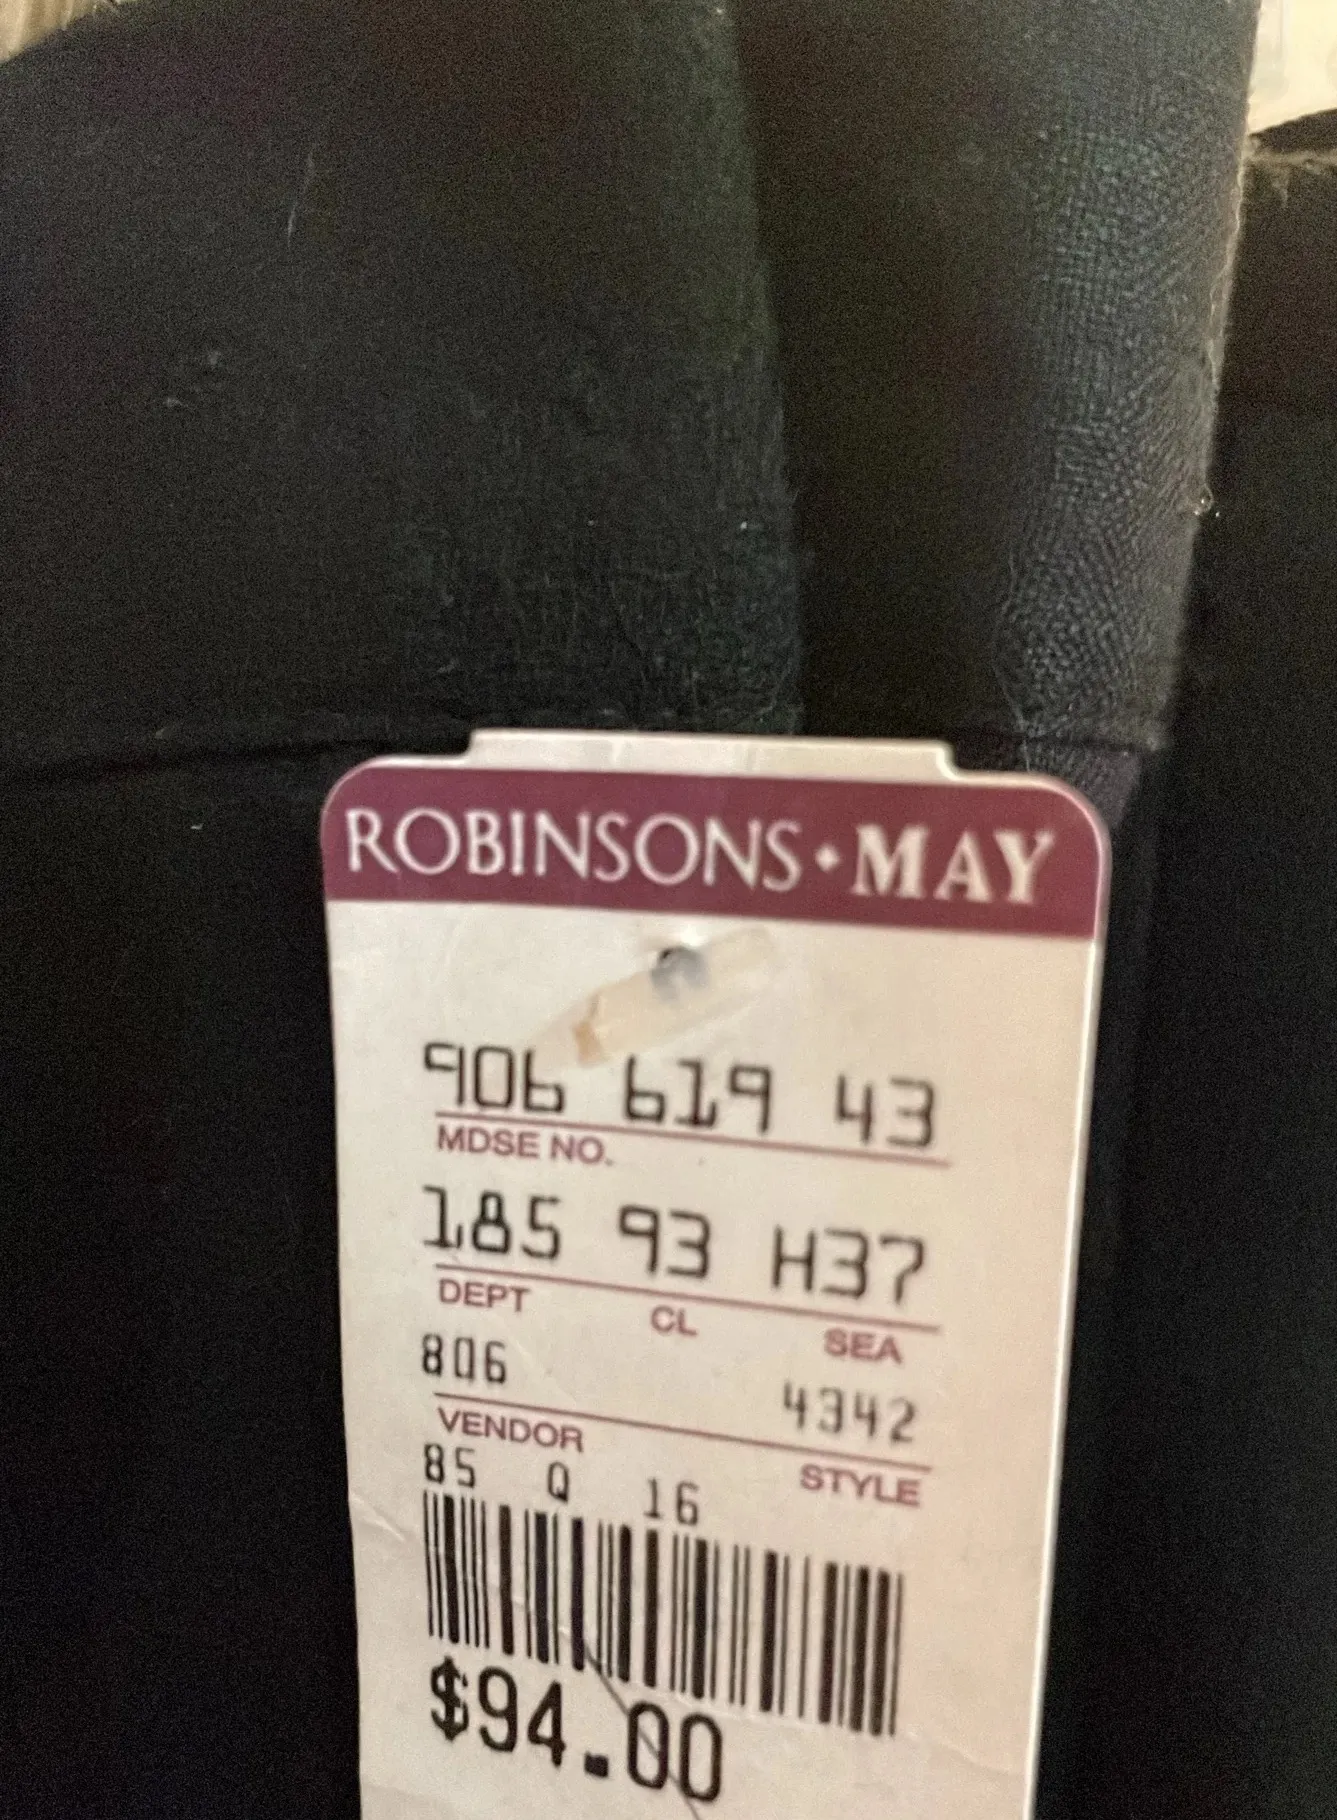 ROBINSONS·MAY
906 619 43
MDSE NO.
185 93 H37
DEPT CL SEA
806 4342
VENDOR STYLE
85 Q 16
$94.00